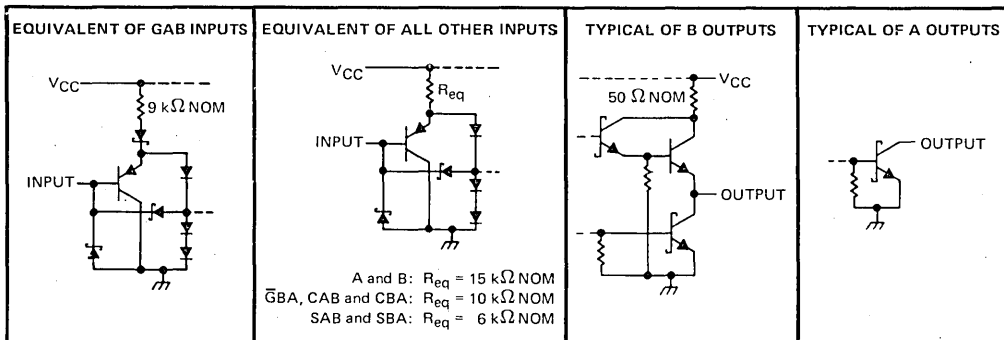 EQUIVALENT OF GAB INPUTS
VCC
9 kΩ NOM
INPUT
EQUIVALENT OF ALL OTHER INPUTS
VCC
Req
INPUT
A and B: Req = 15 kΩ NOM
G̅BA, CAB and CBA: Req = 10 kΩ NOM
SAB and SBA: Req = 6 kΩ NOM
TYPICAL OF B OUTPUTS
VCC
50 Ω NOM
OUTPUT
TYPICAL OF A OUTPUTS
OUTPUT